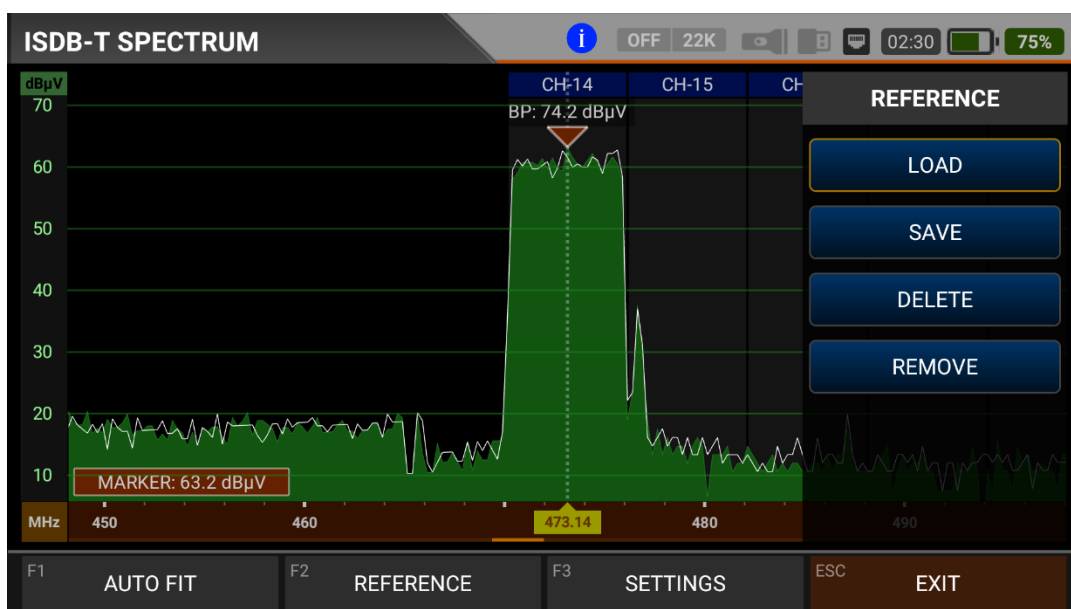 ISDB-T SPECTRUM
i
OFF 22K
02:30
75%
dBµV
CH-14
CH-15
CH
REFERENCE
70
BP: 74.2 dBµV
60
LOAD
50
SAVE
40
DELETE
30
REMOVE
20
10
MARKER: 63.2 dBµV
MHz
450
460
473.14
480
490
F1 AUTO FIT
F2 REFERENCE
F3 SETTINGS
ESC EXIT